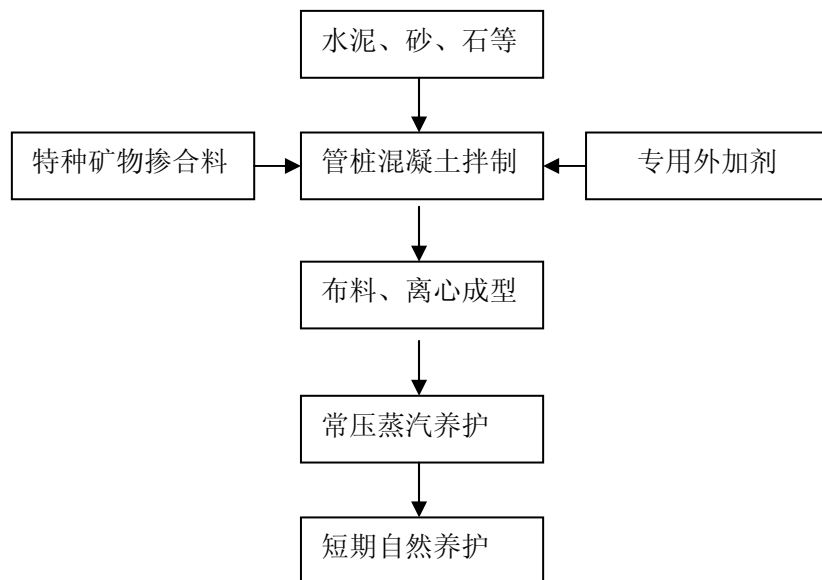 水泥、砂、石等
特种矿物掺合料
管桩混凝土拌制
专用外加剂
布料、离心成型
常压蒸汽养护
短期自然养护